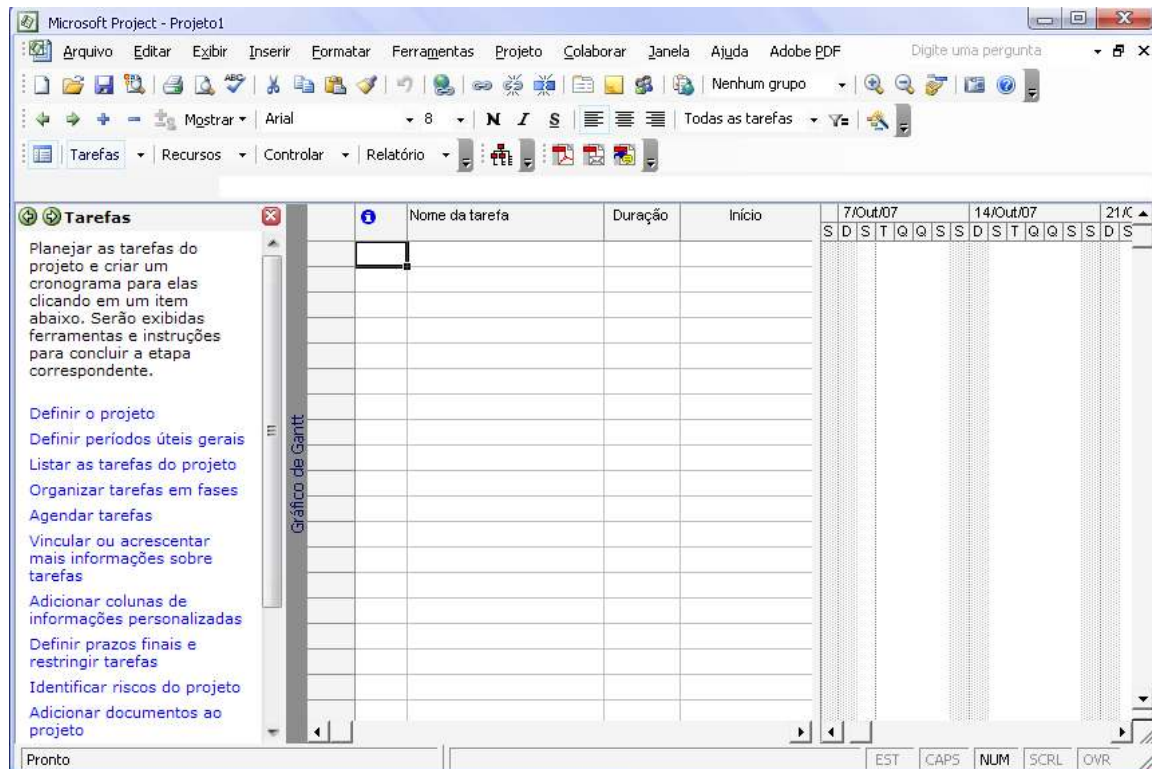 Microsoft Project - Projeto1
Arquivo Editar Exibir Inserir Formatar Ferramentas Projeto Colaborar Janela Ajuda Adobe PDF Digite uma pergunta
ABC Nenhum grupo
Mostrar Arial 8 N I S Todas as tarefas
Tarefas Recursos Controlar Relatório
Tarefas
Planejar as tarefas do
projeto e criar um
cronograma para elas
clicando em um item
abaixo. Serão exibidas
ferramentas e instruções
para concluir a etapa
correspondente.
Definir o projeto
Definir períodos úteis gerais
Listar as tarefas do projeto
Organizar tarefas em fases
Agendar tarefas
Vincular ou acrescentar
mais informações sobre
tarefas
Adicionar colunas de
informações personalizadas
Definir prazos finais e
restringir tarefas
Identificar riscos do projeto
Adicionar documentos ao
projeto
Gráfico de Gantt
Nome da tarefa Duração Início
7/Out/07 14/Out/07 21/C
S D S T Q Q S S D S T Q Q S S D S
Pronto EST CAPS NUM SCRL OVR